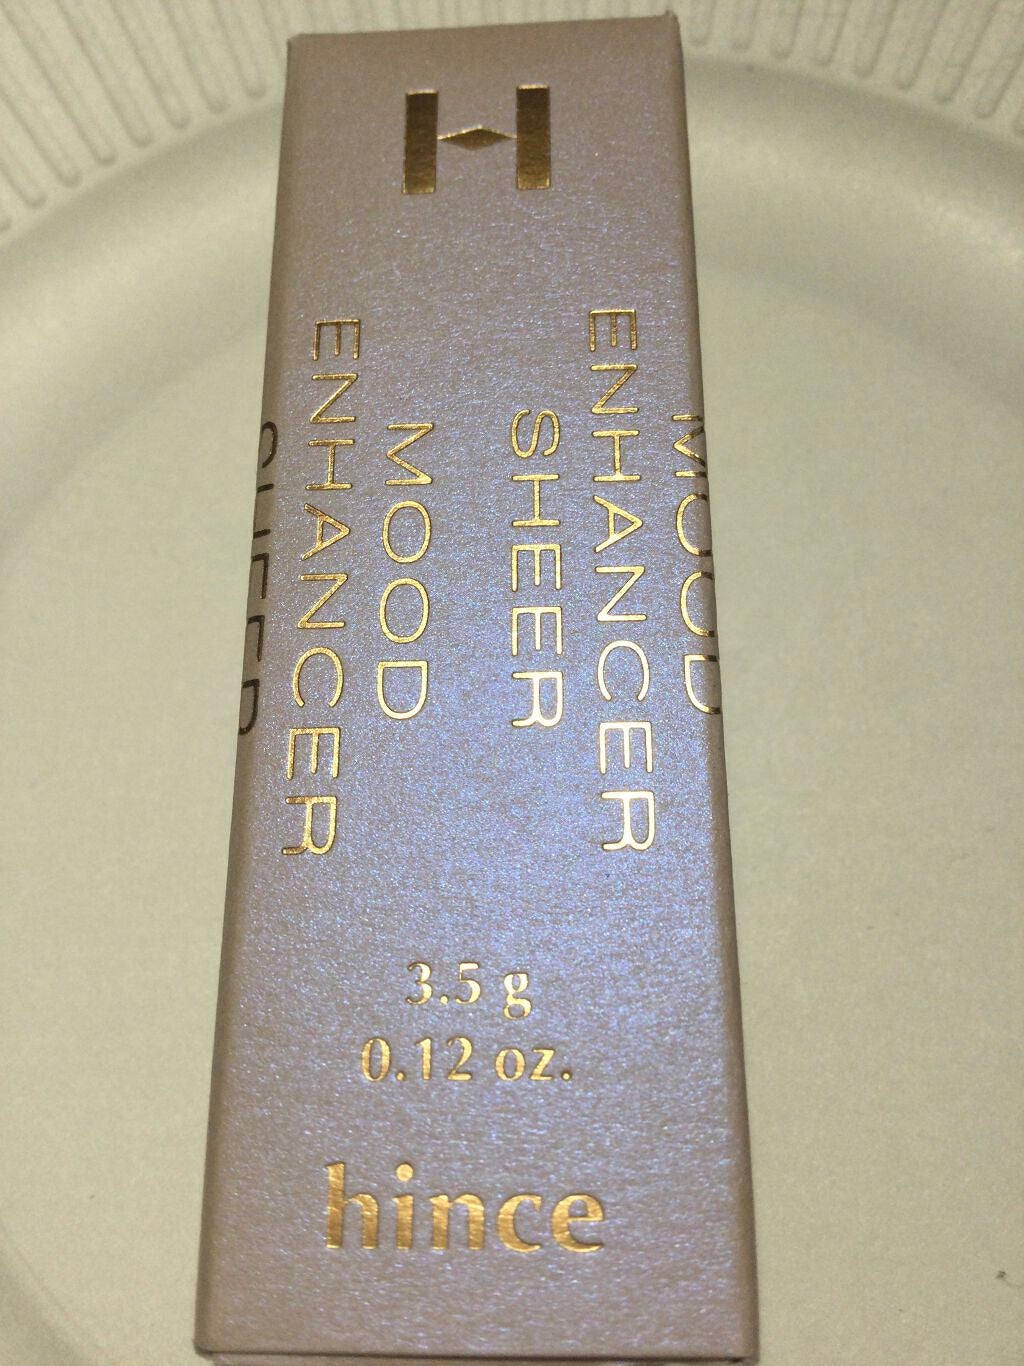 H
MOOD
ENHANCER
SHEER
MOOD
ENHANCER
SHEER
3.5 g
0.12 oz.
hince